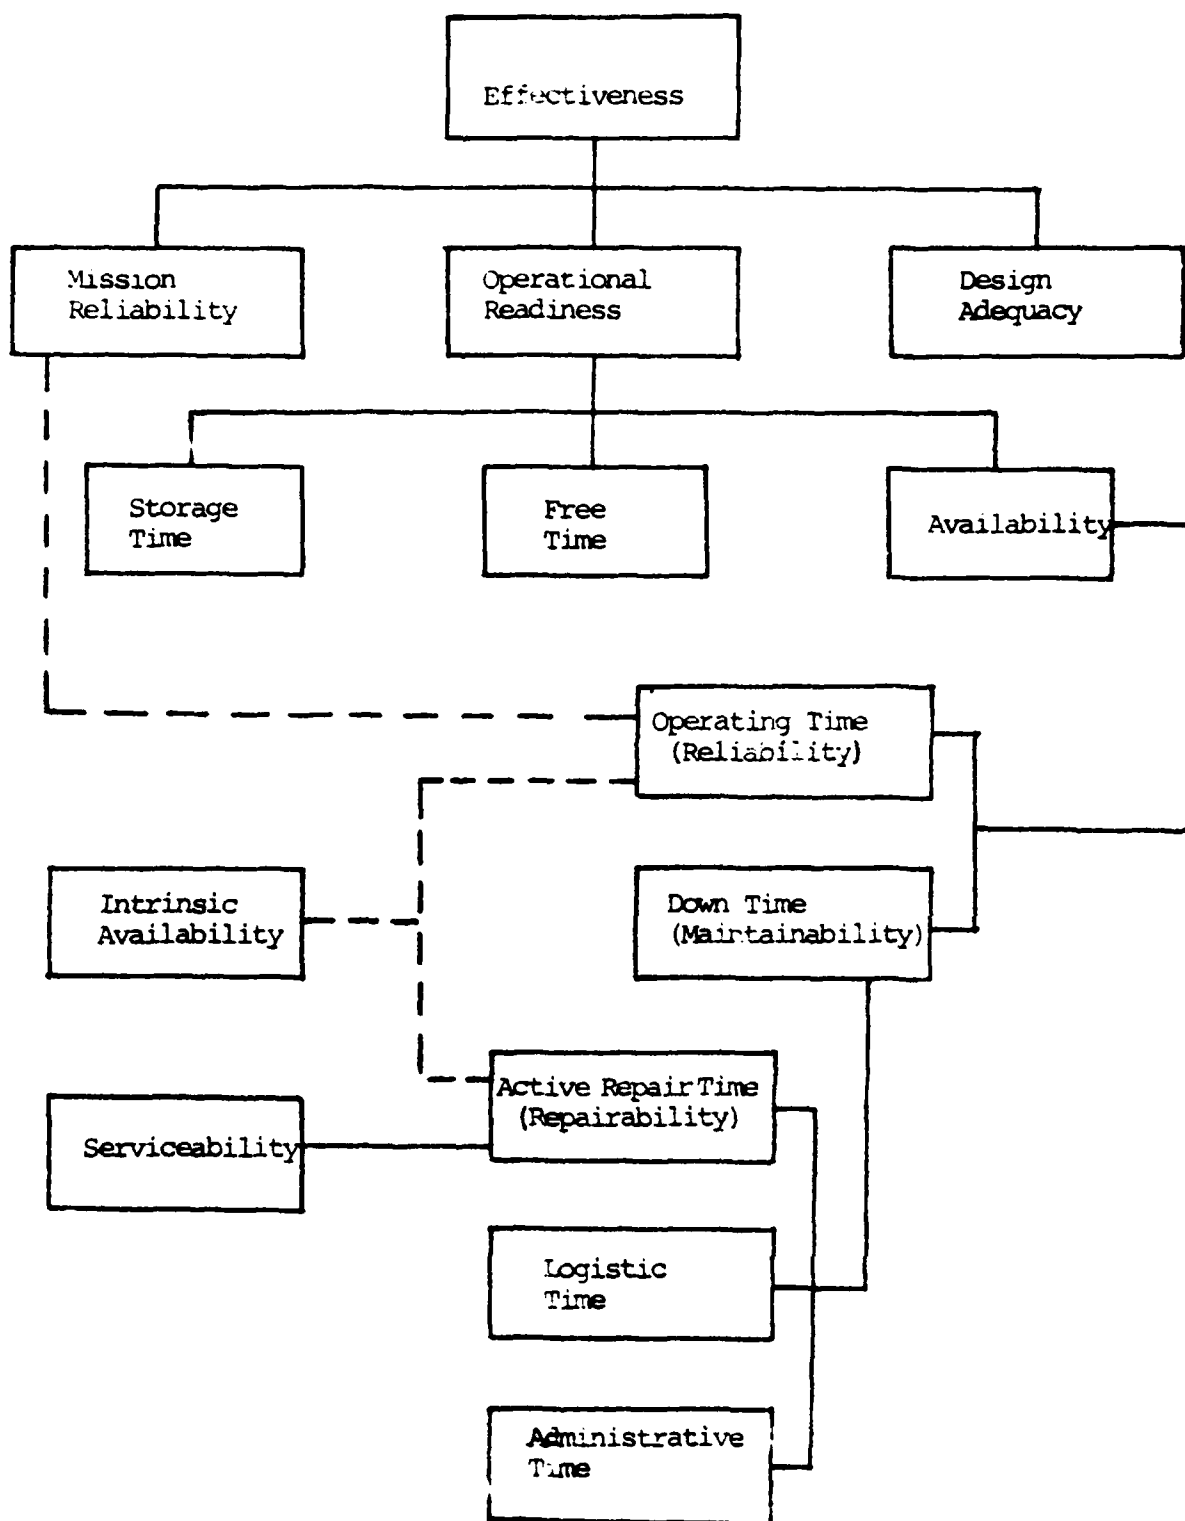 Effectiveness
Mission
Reliability
Operational
Readiness
Design
Adequacy
Storage
Time
Free
Time
Availability
Operating Time
(Reliability)
Intrinsic
Availability
Down Time
(Maintainability)
Active Repair Time
(Repairability)
Serviceability
Logistic
Time
Administrative
Time